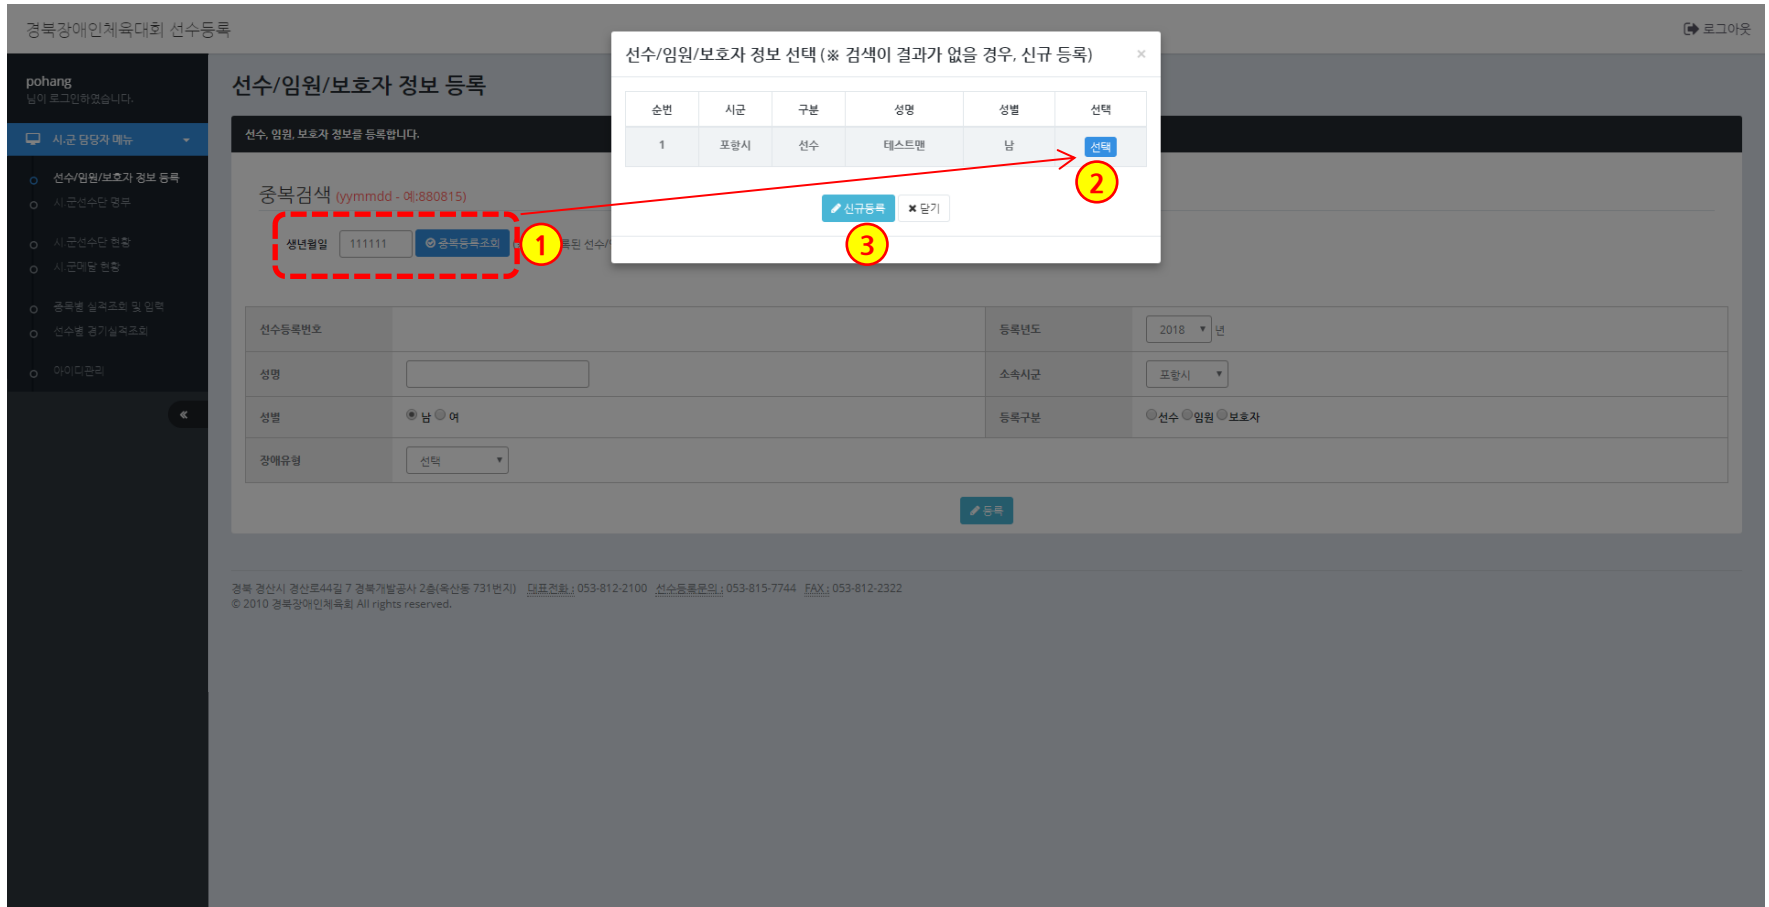 경북장애인체육대회 선수등록
로그아웃
pohang
님이 로그인하였습니다.
시.군 담당자 메뉴
선수/임원/보호자 정보 등록
시.군선수단 명부
시.군선수단 현황
시.군메달 현황
종목별 실적조회 및 입력
선수별 경기실적조회
아이디관리
선수/임원/보호자 정보 등록
선수, 임원, 보호자 정보를 등록합니다.
중복검색 (yymmdd - 예:880815)
생년월일 111111 중복등록조회
록된 선수/
1
선수/임원/보호자 정보 선택 (※ 검색이 결과가 없을 경우, 신규 등록) ×
순번 시군 구분 성명 성별 선택
1 포항시 선수 테스트맨 남 선택
2
신규등록 닫기
3
선수등록번호 등록년도 2018 년
성명 소속시군 포항시
성별 남 여 등록구분 선수 임원 보호자
장애유형 선택
등록
경북 경산시 경산로44길 7 경북개발공사 2층(옥산동 731번지) 대표전화 : 053-812-2100 선수등록문의 : 053-815-7744 FAX : 053-812-2322
© 2010 경북장애인체육회 All rights reserved.